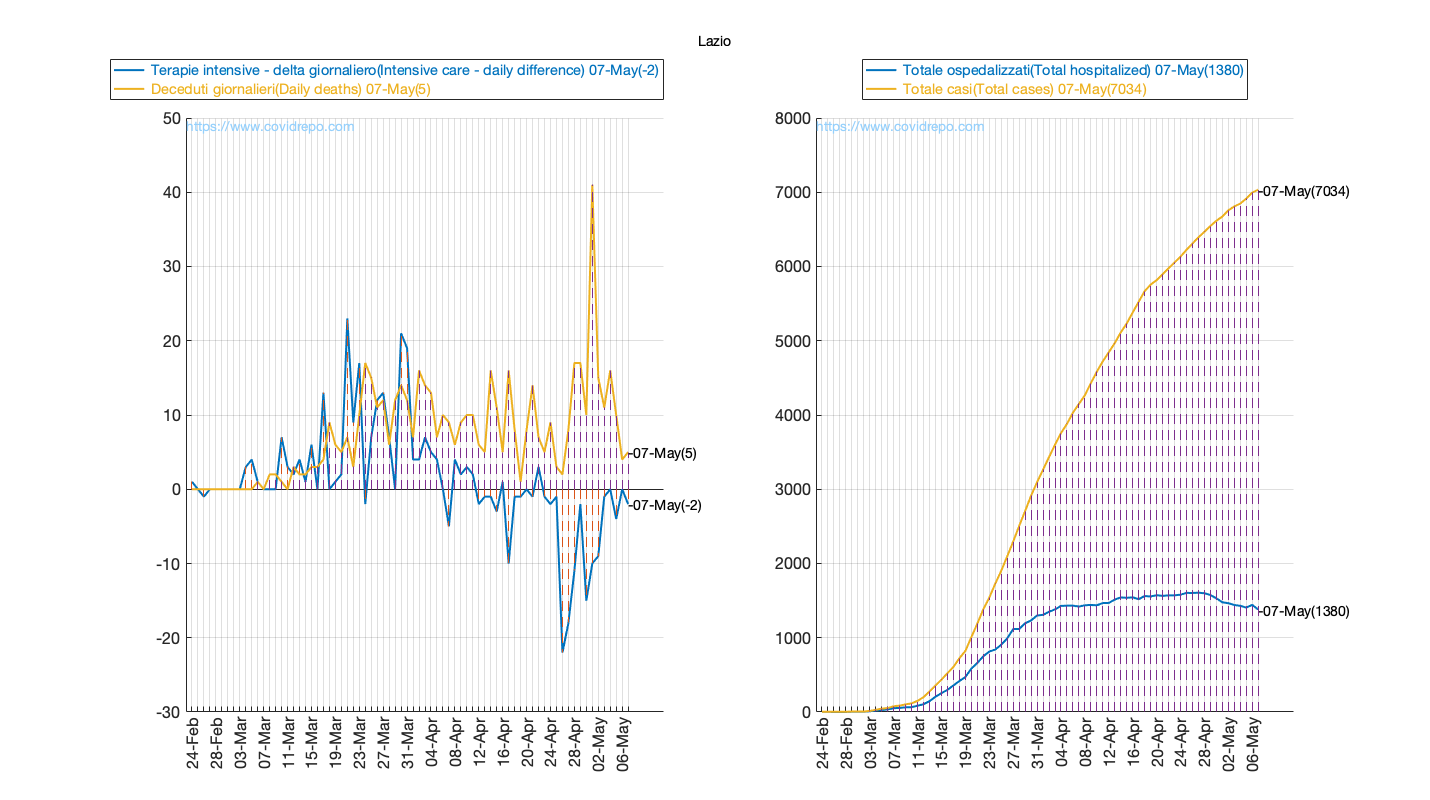 Lazio
Terapie intensive - delta giornaliero(Intensive care - daily difference) 07-May(-2)
Deceduti giornalieri(Daily deaths) 07-May(5)
https://www.covidrepo.com
50
40
30
20
10
0
-10
-20
-30
-07-May(5)
-07-May(-2)
24-Feb
28-Feb
03-Mar
07-Mar
11-Mar
15-Mar
19-Mar
23-Mar
27-Mar
31-Mar
04-Apr
08-Apr
12-Apr
16-Apr
20-Apr
24-Apr
28-Apr
02-May
06-May
Totale ospedalizzati(Total hospitalized) 07-May(1380)
Totale casi(Total cases) 07-May(7034)
https://www.covidrepo.com
8000
7000
6000
5000
4000
3000
2000
1000
0
-07-May(7034)
-07-May(1380)
24-Feb
28-Feb
03-Mar
07-Mar
11-Mar
15-Mar
19-Mar
23-Mar
27-Mar
31-Mar
04-Apr
08-Apr
12-Apr
16-Apr
20-Apr
24-Apr
28-Apr
02-May
06-May